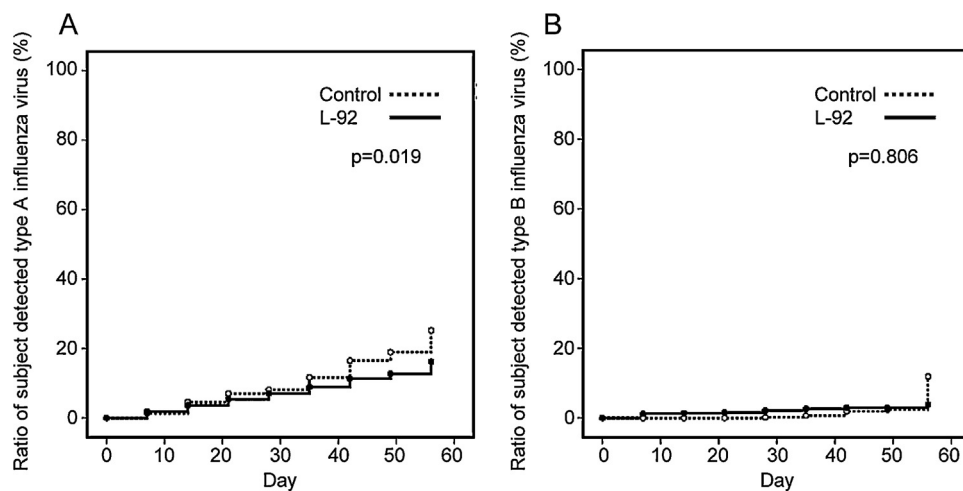 A
Ratio of subject detected type A influenza virus (%)
100
80
60
40
20
0
Control
L-92
p=0.019
0 10 20 30 40 50 60
Day
B
Ratio of subject detected type B influenza virus (%)
100
80
60
40
20
0
Control
L-92
p=0.806
0 10 20 30 40 50 60
Day